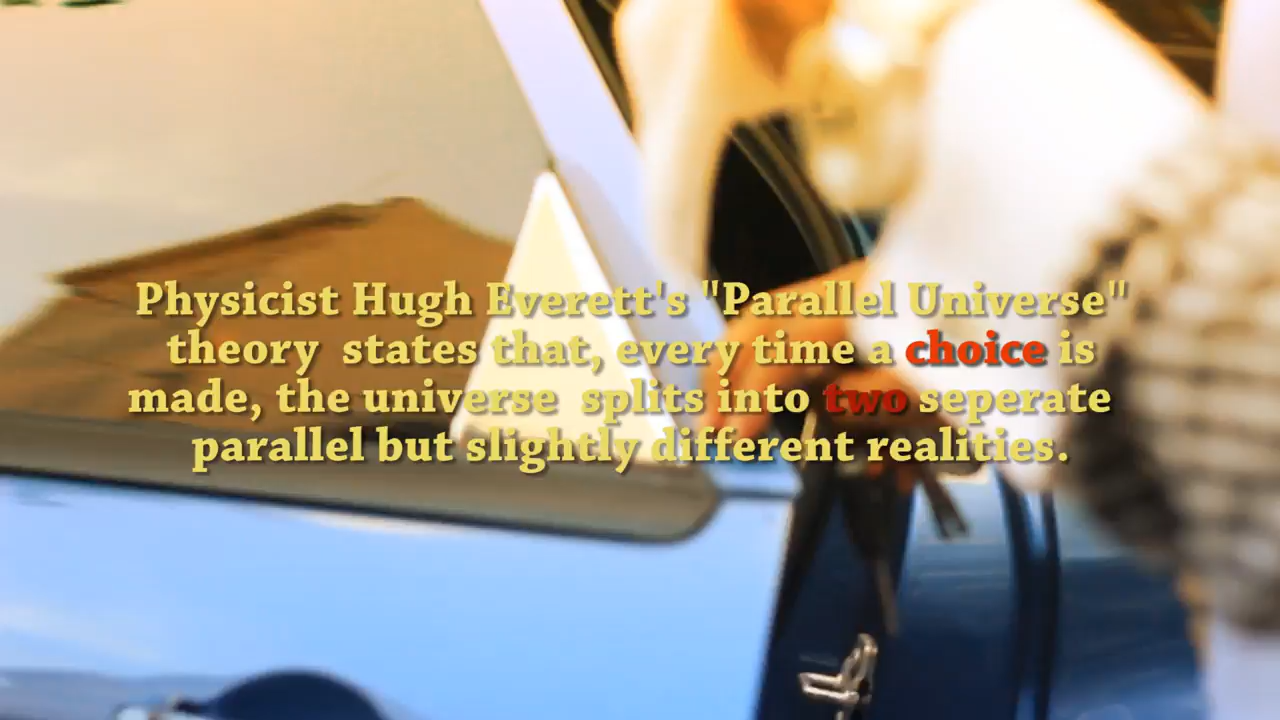 Physicist Hugh Everett's "Parallel Universe"
theory  states that, every time a choice is
made, the universe  splits into two seperate
parallel but slightly different realities.